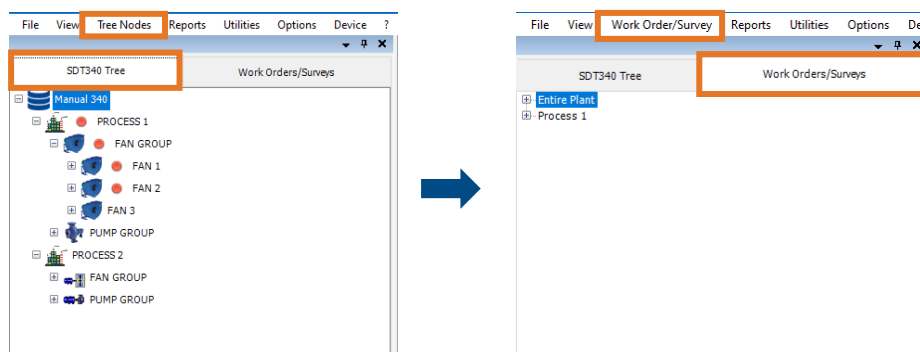 File View Tree Nodes Reports Utilities Options Device ?
SDT340 Tree Work Orders/Surveys
Manual 340
PROCESS 1
FAN GROUP
FAN 1
FAN 2
FAN 3
PUMP GROUP
PROCESS 2
FAN GROUP
PUMP GROUP
File View Work Order/Survey Reports Utilities Options De
SDT340 Tree Work Orders/Surveys
Entire Plant
Process 1